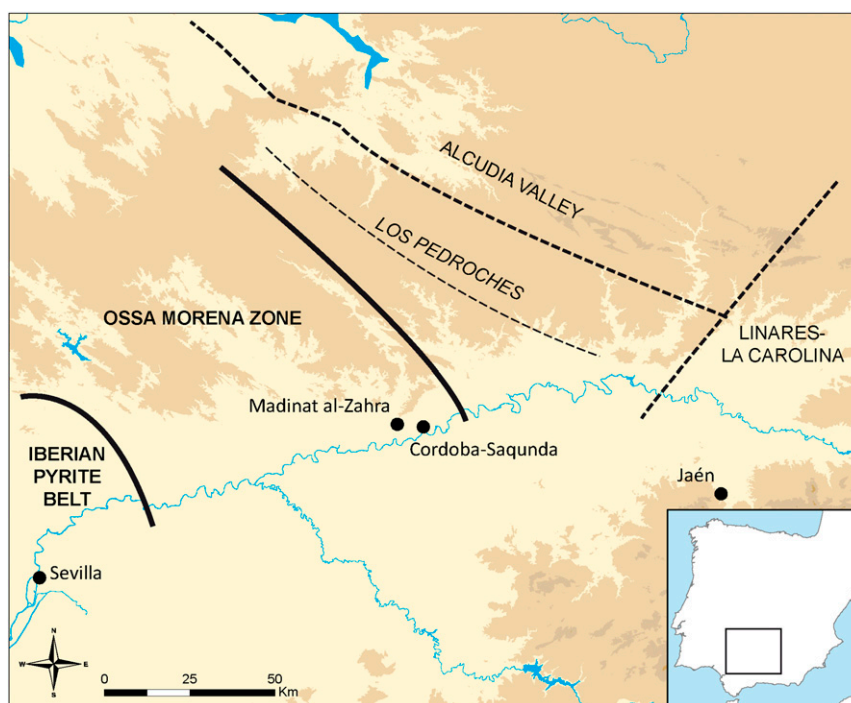 ALCUDIA VALLEY
LOS PEDROCHES
OSSA MORENA ZONE
LINARES-
LA CAROLINA
Madinat al-Zahra
Cordoba-Saqunda
IBERIAN
PYRITE
BELT
Jaén
Sevilla
N
W E
S
0 25 50
Km